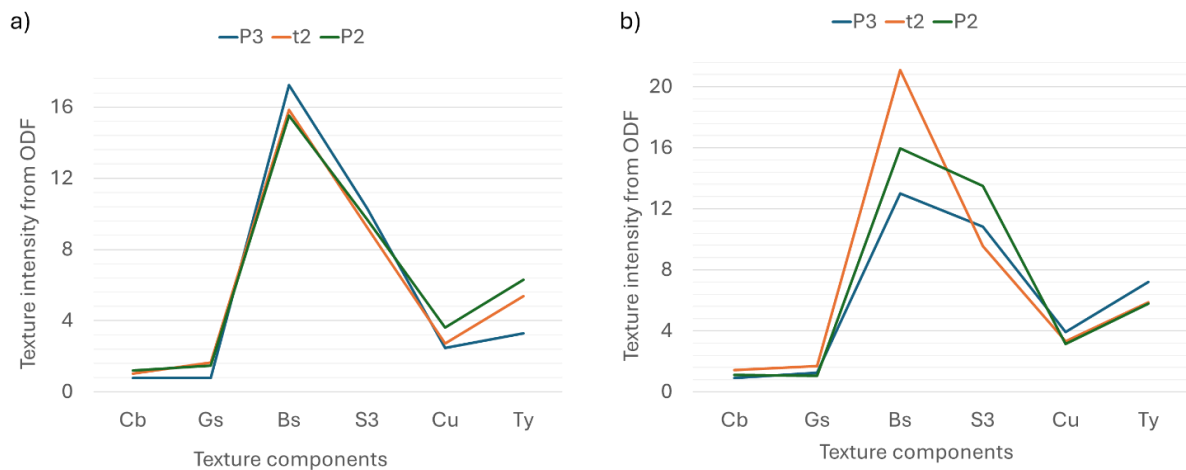 a)
P3 t2 P2
Texture intensity from ODF
16
12
8
4
0
Cb Gs Bs S3 Cu Ty
Texture components
b)
P3 t2 P2
Texture intensity from ODF
20
16
12
8
4
0
Cb Gs Bs S3 Cu Ty
Texture components